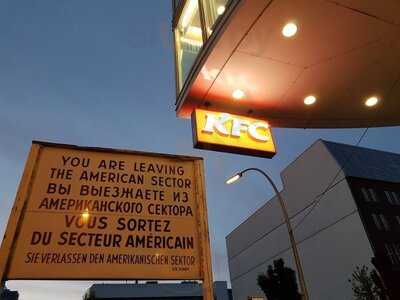 KFC
YOU ARE LEAVING
THE AMERICAN SECTOR
ВЫ ВЫЕЗЖАЕТЕ ИЗ
АМЕРИКАНСКОГО СЕКТОРА
VOUS SORTEZ
DU SECTEUR AMÉRICAIN
SIE VERLASSEN DEN AMERIKANISCHEN SEKTOR